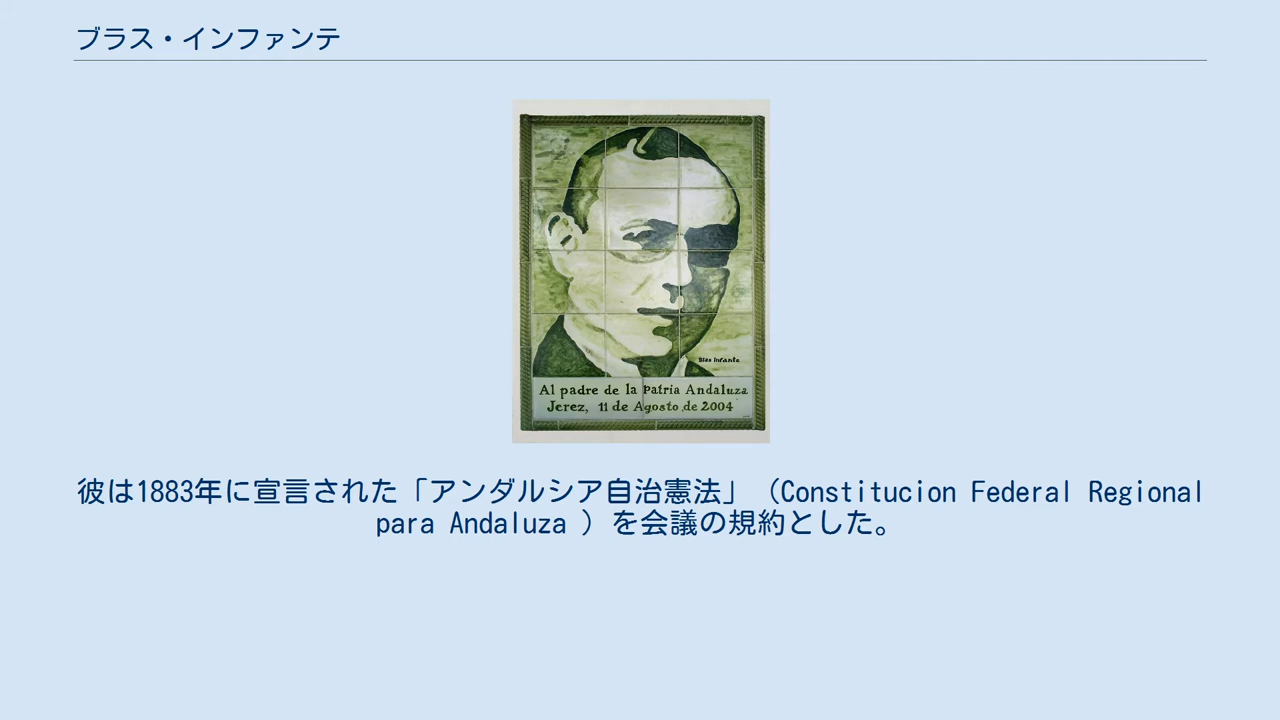 ブラス・インファンテ
Blas Infante
Al padre de la Patria Andaluza
Jerez, 11 de Agosto de 2004
彼は1883年に宣言された「アンダルシア自治憲法」（Constitucion Federal Regional
para Andaluza ）を会議の規約とした。